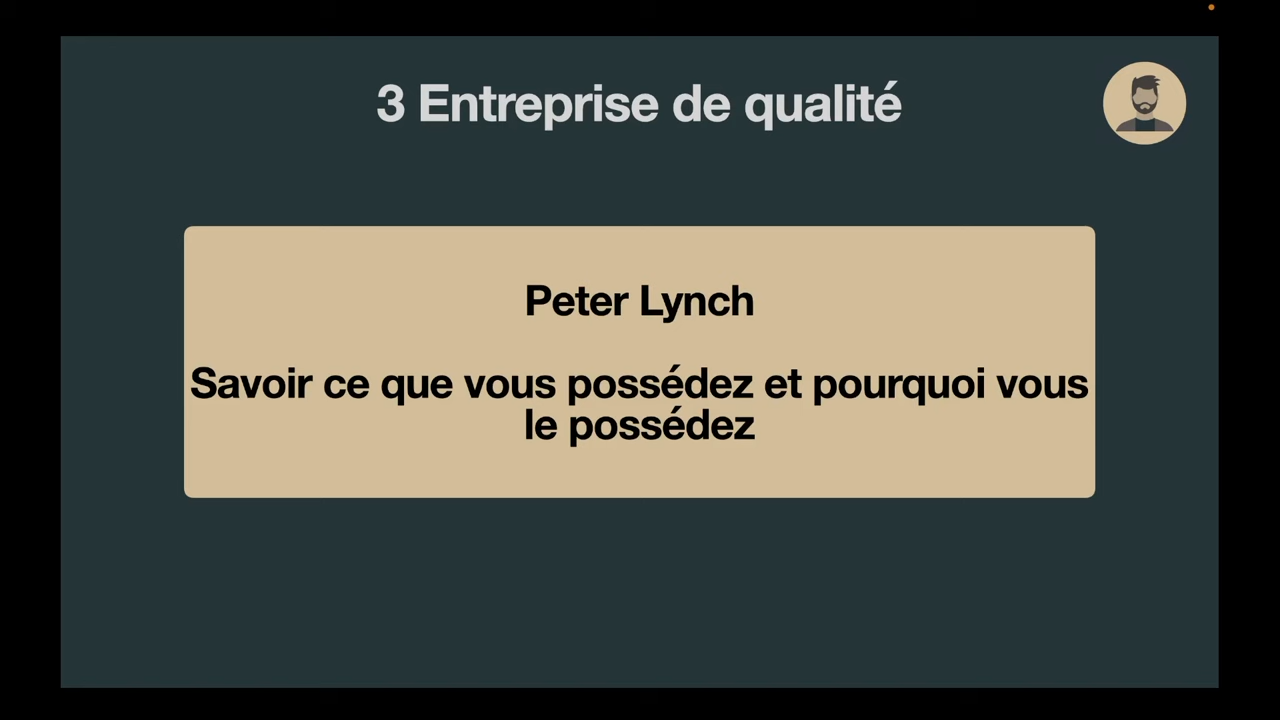 3 Entreprise de qualité
Peter Lynch
Savoir ce que vous possédez et pourquoi vous
le possédez